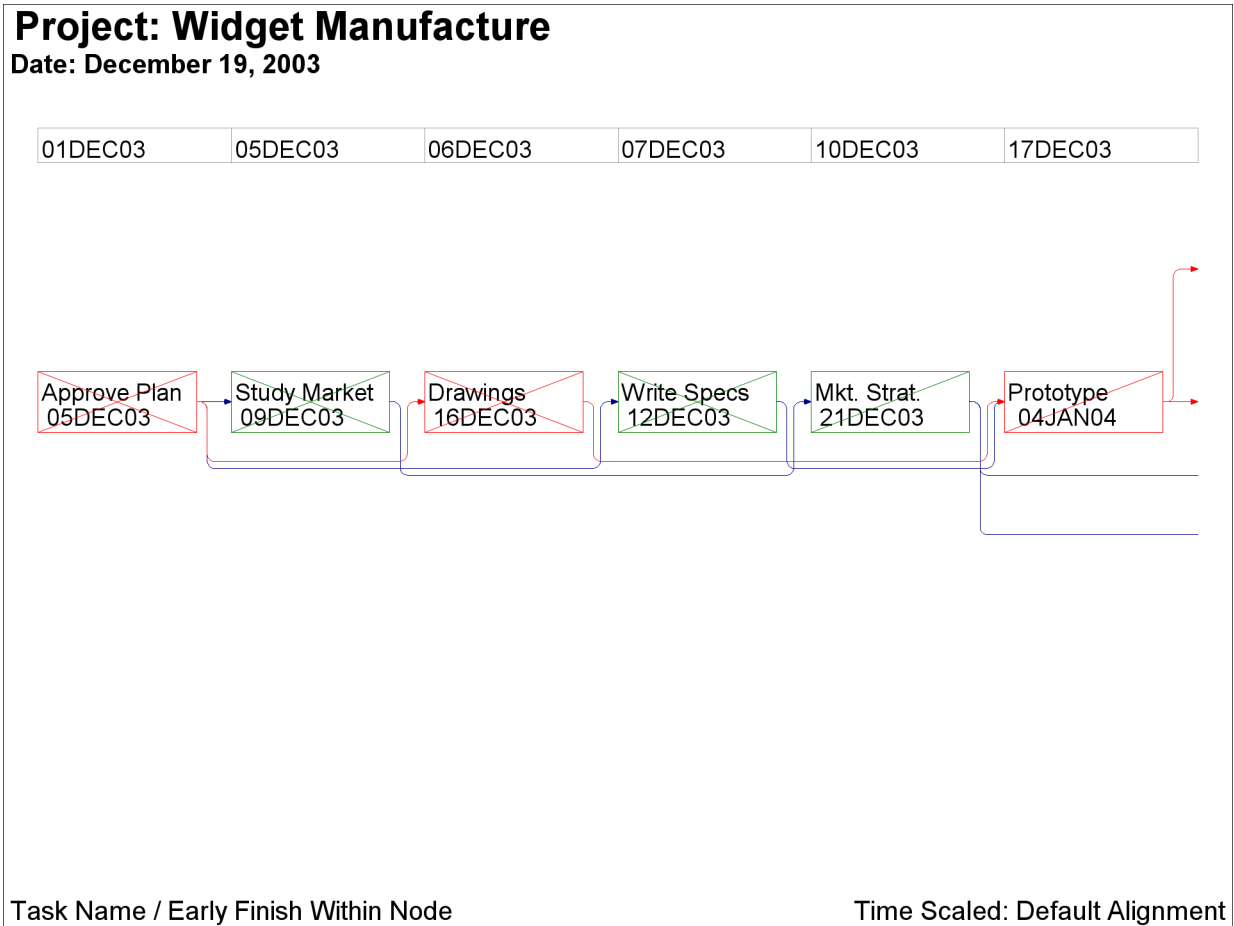 Project: Widget Manufacture
Date: December 19, 2003
01DEC03 05DEC03 06DEC03 07DEC03 10DEC03 17DEC03
Approve Plan Study Market Drawings Write Specs Mkt. Strat. Prototype
05DEC03 09DEC03 16DEC03 12DEC03 21DEC03 04JAN04
Task Name / Early Finish Within Node Time Scaled: Default Alignment